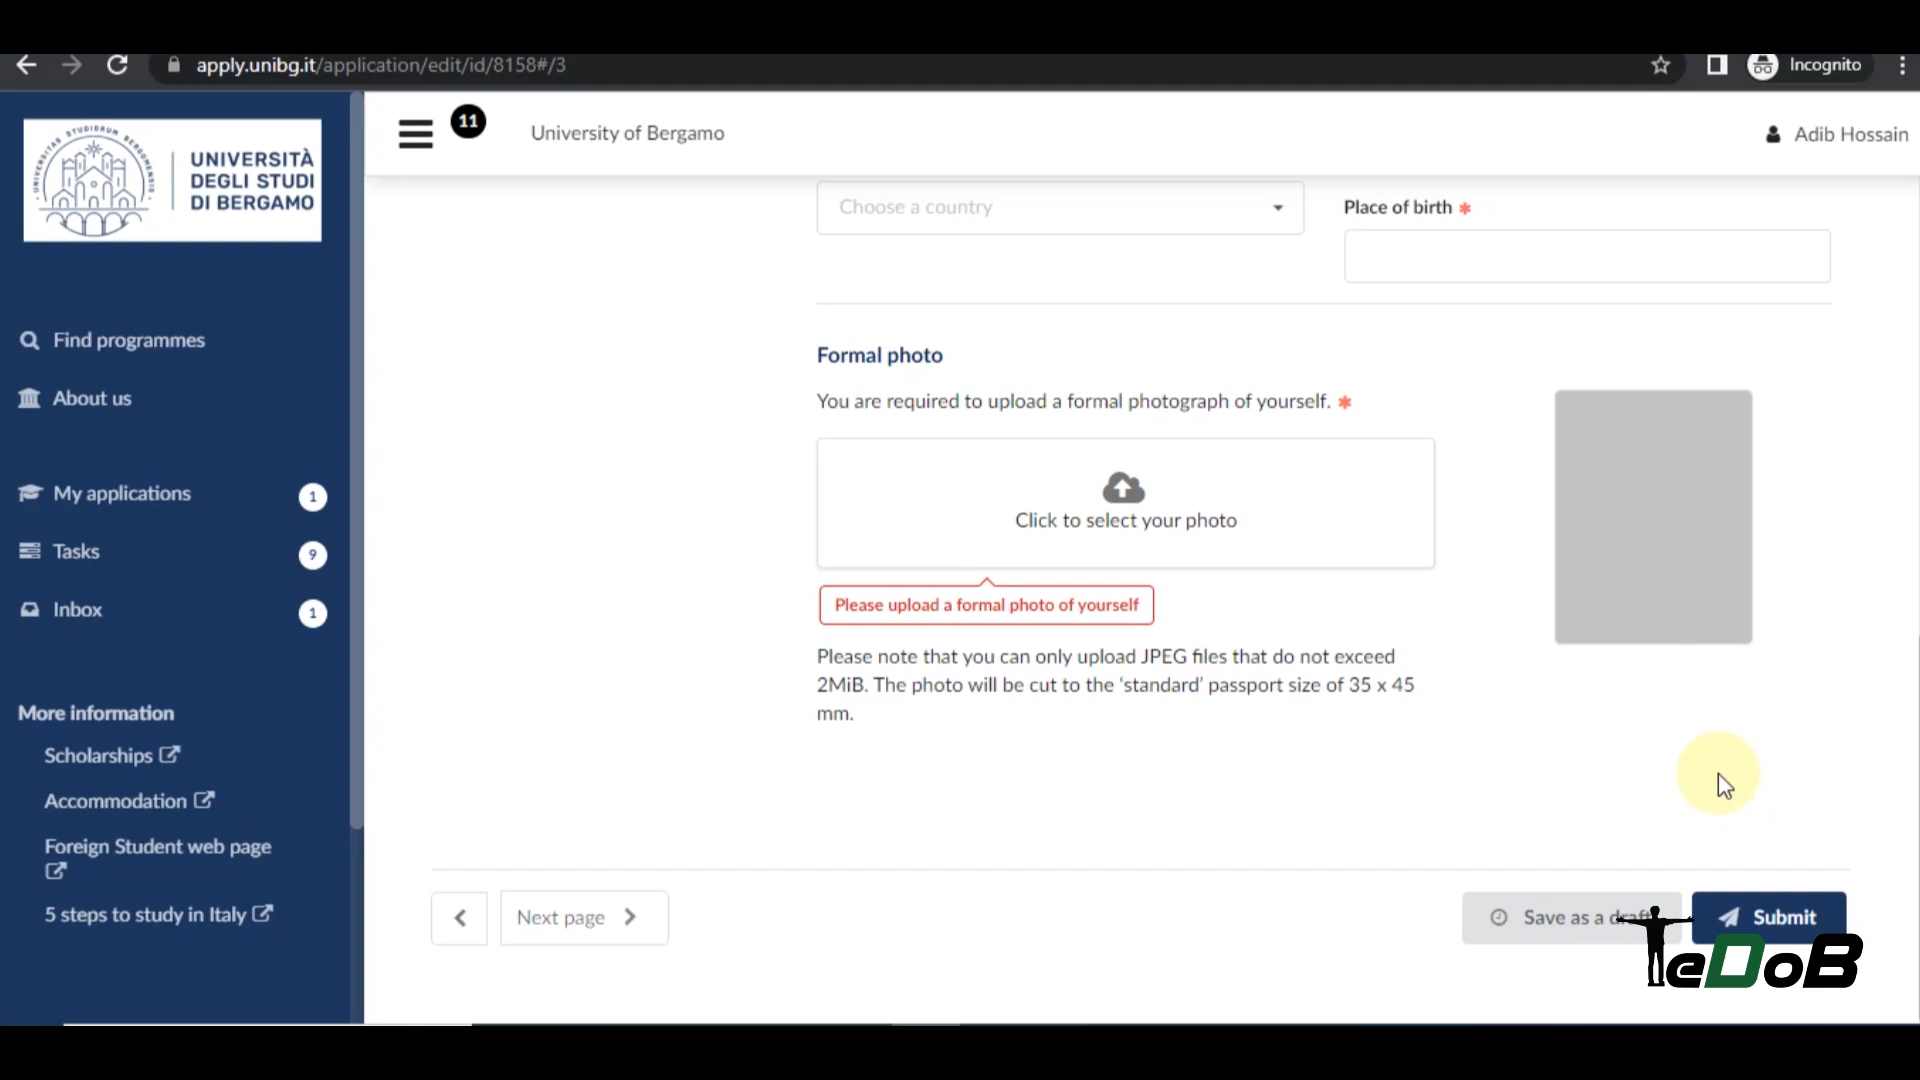 apply.unibg.it/application/edit/id/8158#/3
Incognito
STUDIORUM
UNIVERSITÀ
DEGLI STUDI
DI BERGAMO
11
University of Bergamo
Adib Hossain
Find programmes
About us
My applications
1
Tasks
9
Inbox
1
More information
Scholarships
Accommodation
Foreign Student web page
5 steps to study in Italy
Choose a country
Place of birth *
Formal photo
You are required to upload a formal photograph of yourself. *
Click to select your photo
Please upload a formal photo of yourself
Please note that you can only upload JPEG files that do not exceed
2MiB. The photo will be cut to the ‘standard’ passport size of 35 x 45
mm.
Next page
Save as a draft
Submit
TeDoB